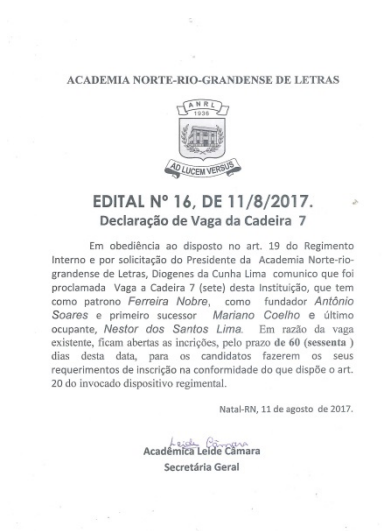 ACADEMIA NORTE-RIO-GRANDENSE DE LETRAS
ANRL
1936
AD LUCEM VERSUS
EDITAL Nº 16, DE 11/8/2017.
Declaração de Vaga da Cadeira 7
Em obediência ao disposto no art. 19 do Regimento
Interno e por solicitação do Presidente da Academia Norte-rio-
grandense de Letras, Diogenes da Cunha Lima comunico que foi
proclamada Vaga a Cadeira 7 (sete) desta Instituição, que tem
como patrono Ferreira Nobre, como fundador Antônio
Soares e primeiro sucessor Mariano Coelho e último
ocupante, Nestor dos Santos Lima. Em razão da vaga
existente, ficam abertas as incrições, pelo prazo de 60 (sessenta )
dias desta data, para os candidatos fazerem os seus
requerimentos de inscrição na conformidade do que dispõe o art.
20 do invocado dispositivo regimental.
Natal-RN, 11 de agosto de 2017.
Leide Câmara
Acadêmica Leide Câmara
Secretária Geral